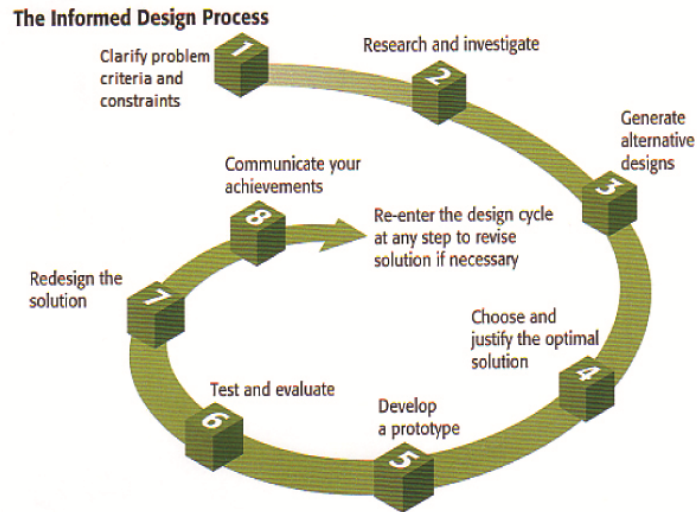 The Informed Design Process
1
Clarify problem
criteria and
constraints
2
Research and investigate
3
Generate
alternative
designs
4
Choose and
justify the optimal
solution
5
Develop
a prototype
6
Test and evaluate
7
Redesign the
solution
8
Communicate your
achievements
Re-enter the design cycle
at any step to revise
solution if necessary